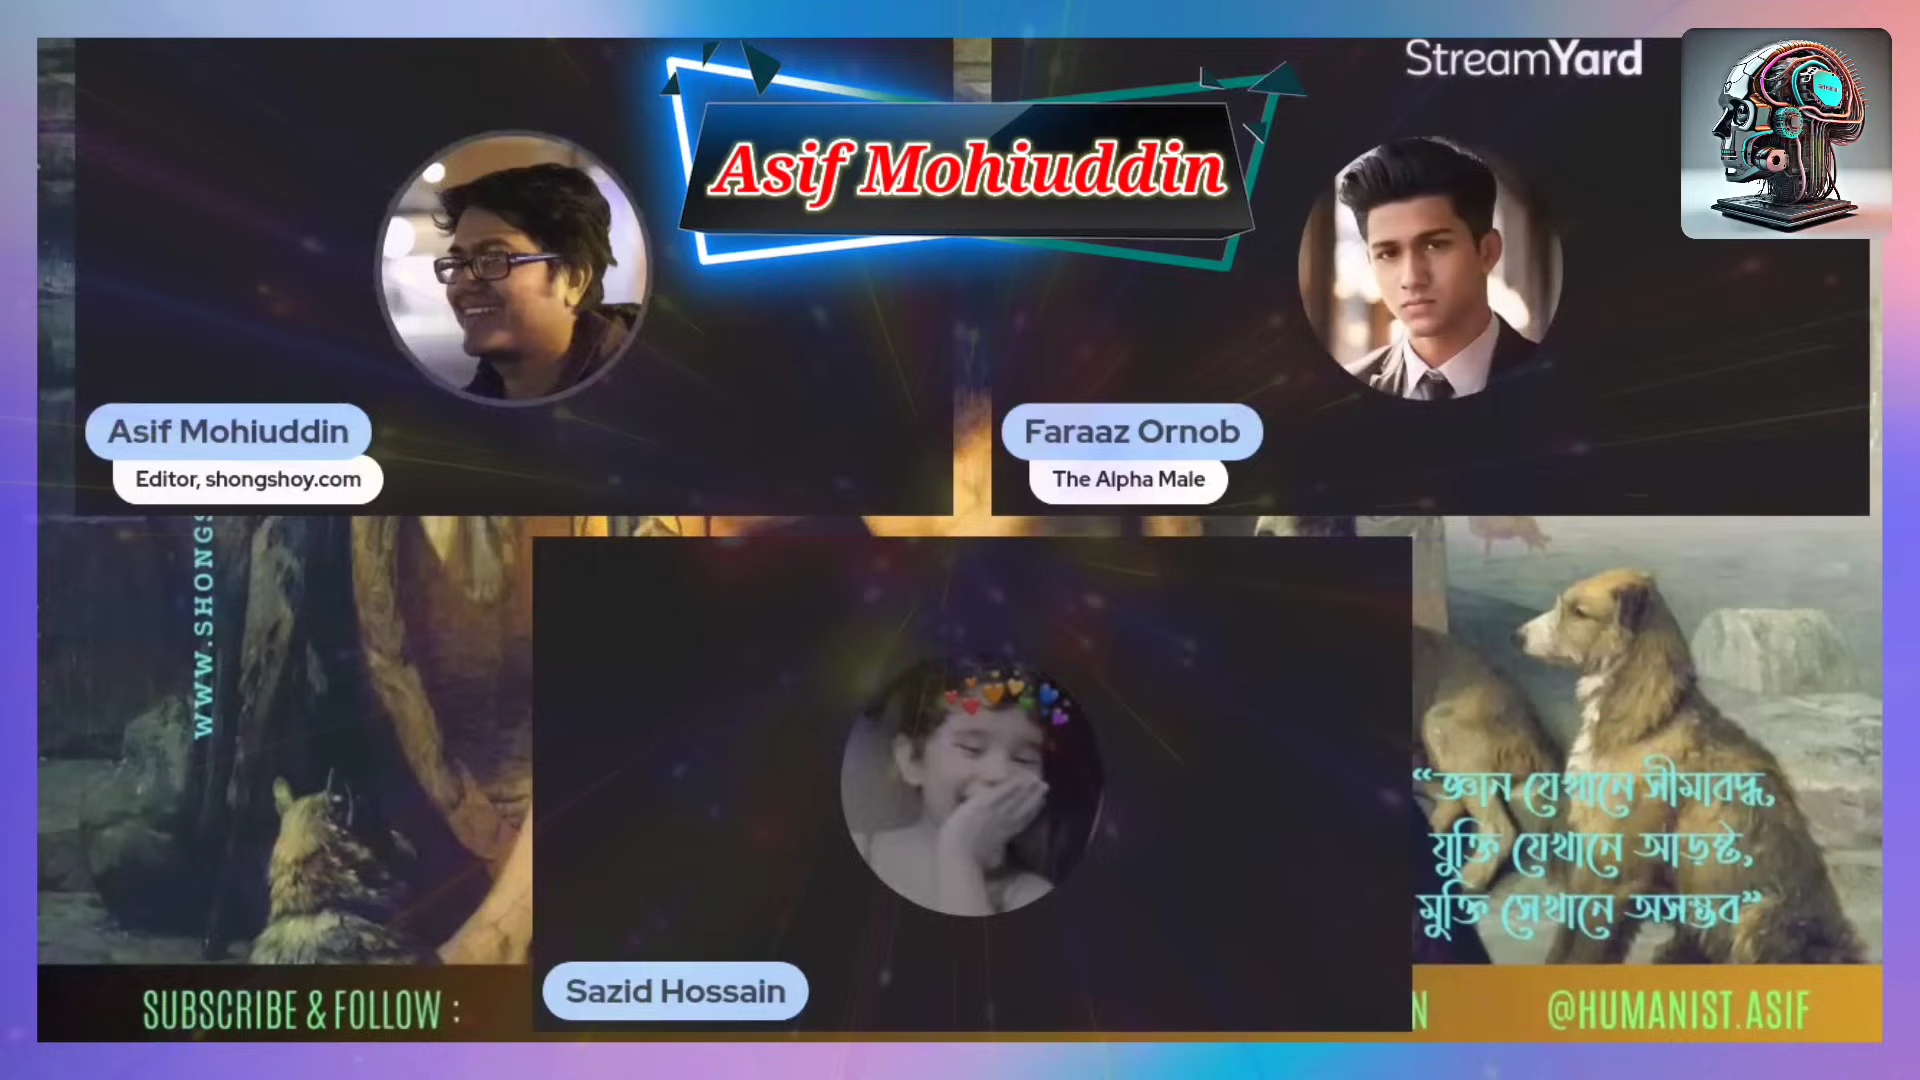 StreamYard
Asif Mohiuddin
Asif Mohiuddin
Editor, shongshoy.com
Faraaz Ornob
The Alpha Male
WWW.SHONGS
“জ্ঞান যেখানে সীমাবদ্ধ,
যুক্তি যেখানে আড়ষ্ট,
মুক্তি সেখানে অসম্ভব”
Sazid Hossain
SUBSCRIBE & FOLLOW :
N
@HUMANIST.ASIF